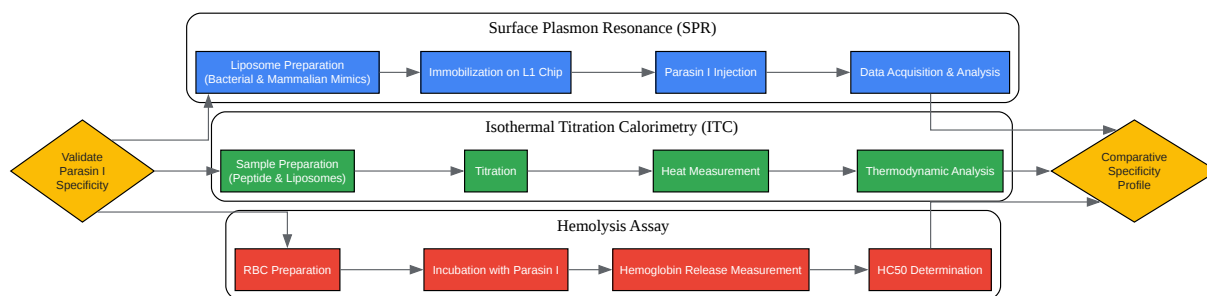 Surface Plasmon Resonance (SPR)
Liposome Preparation
(Bacterial & Mammalian Mimics)
Immobilization on L1 Chip
Parasin I Injection
Data Acquisition & Analysis
Validate
Parasin I
Specificity
Isothermal Titration Calorimetry (ITC)
Sample Preparation
(Peptide & Liposomes)
Titration
Heat Measurement
Thermodynamic Analysis
Comparative
Specificity
Profile
Hemolysis Assay
RBC Preparation
Incubation with Parasin I
Hemoglobin Release Measurement
HC50 Determination